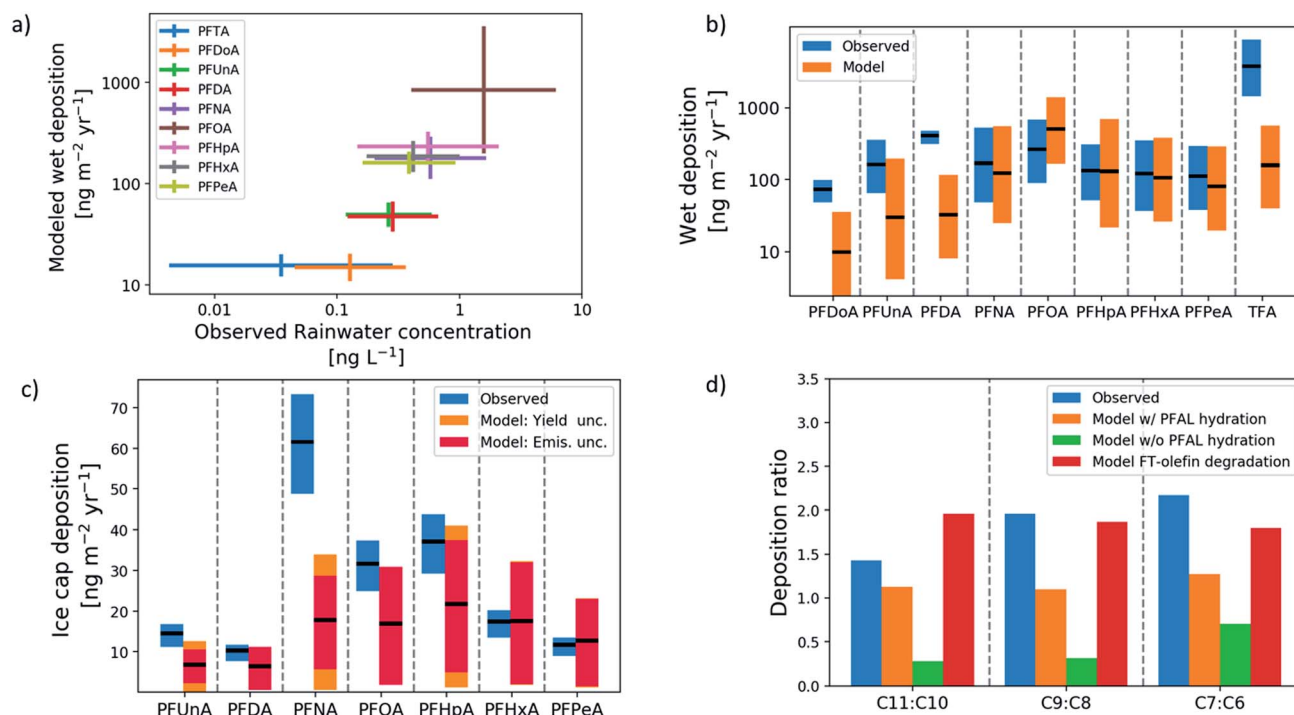 a)
PFTA
PFDoA
PFUnA
PFDA
PFNA
PFOA
PFHpA
PFHxA
PFPeA
Modeled wet deposition
[ng m⁻² yr⁻¹]
1000
100
10
0.01
0.1
1
10
Observed Rainwater concentration
[ng L⁻¹]
b)
Observed
Model
Wet deposition
[ng m⁻² yr⁻¹]
1000
100
10
PFDoA PFUnA PFDA PFNA PFOA PFHpA PFHxA PFPeA TFA
c)
Observed
Model: Yield unc.
Model: Emis. unc.
Ice cap deposition
[ng m⁻² yr⁻¹]
70
60
50
40
30
20
10
PFUnA PFDA PFNA PFOA PFHpA PFHxA PFPeA
d)
Observed
Model w/ PFAL hydration
Model w/o PFAL hydration
Model FT-olefin degradation
Deposition ratio
3.5
3.0
2.5
2.0
1.5
1.0
0.5
0.0
C11:C10 C9:C8 C7:C6